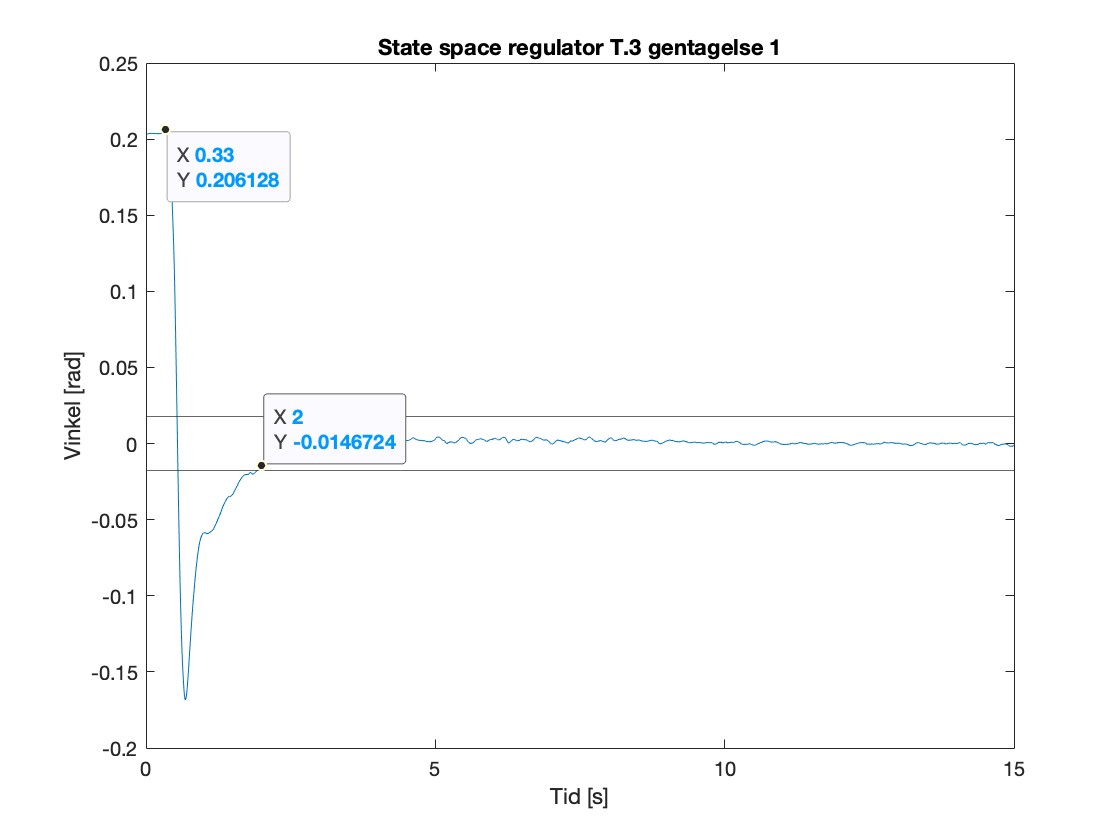 State space regulator T.3 gentagelse 1
0.25
0.2
0.15
0.1
0.05
0
-0.05
-0.1
-0.15
-0.2
Vinkel [rad]
X 0.33
Y 0.206128
X 2
Y -0.0146724
0
5
10
15
Tid [s]